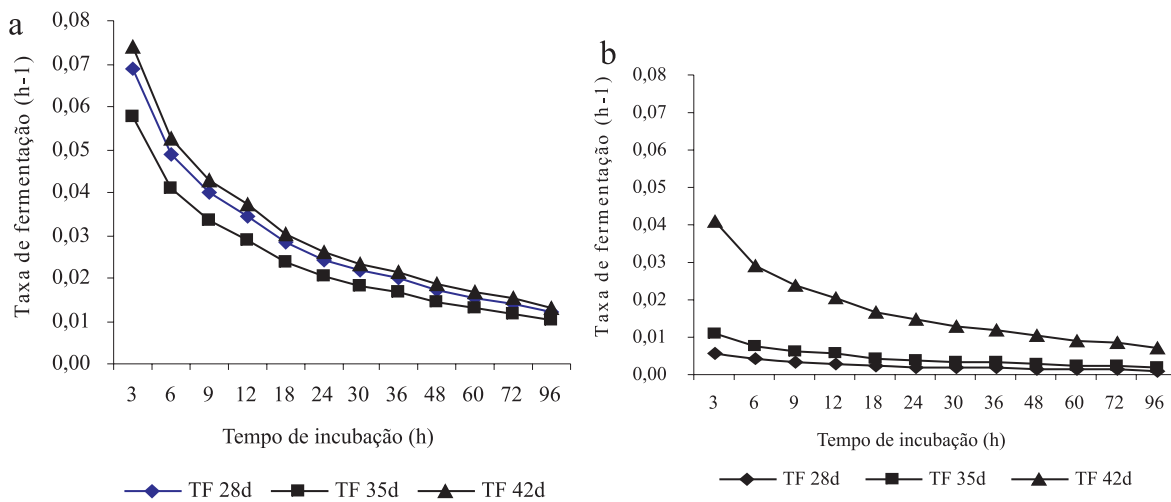 a
Taxa de fermentação (h-1)
0,08
0,07
0,06
0,05
0,04
0,03
0,02
0,01
0,00
3 6 9 12 18 24 30 36 48 60 72 96
Tempo de incubação (h)
TF 28d TF 35d TF 42d
b
Taxa de fermentação (h-1)
0,08
0,07
0,06
0,05
0,04
0,03
0,02
0,01
0,00
3 6 9 12 18 24 30 36 48 60 72 96
Tempo de incubação (h)
TF 28d TF 35d TF 42d